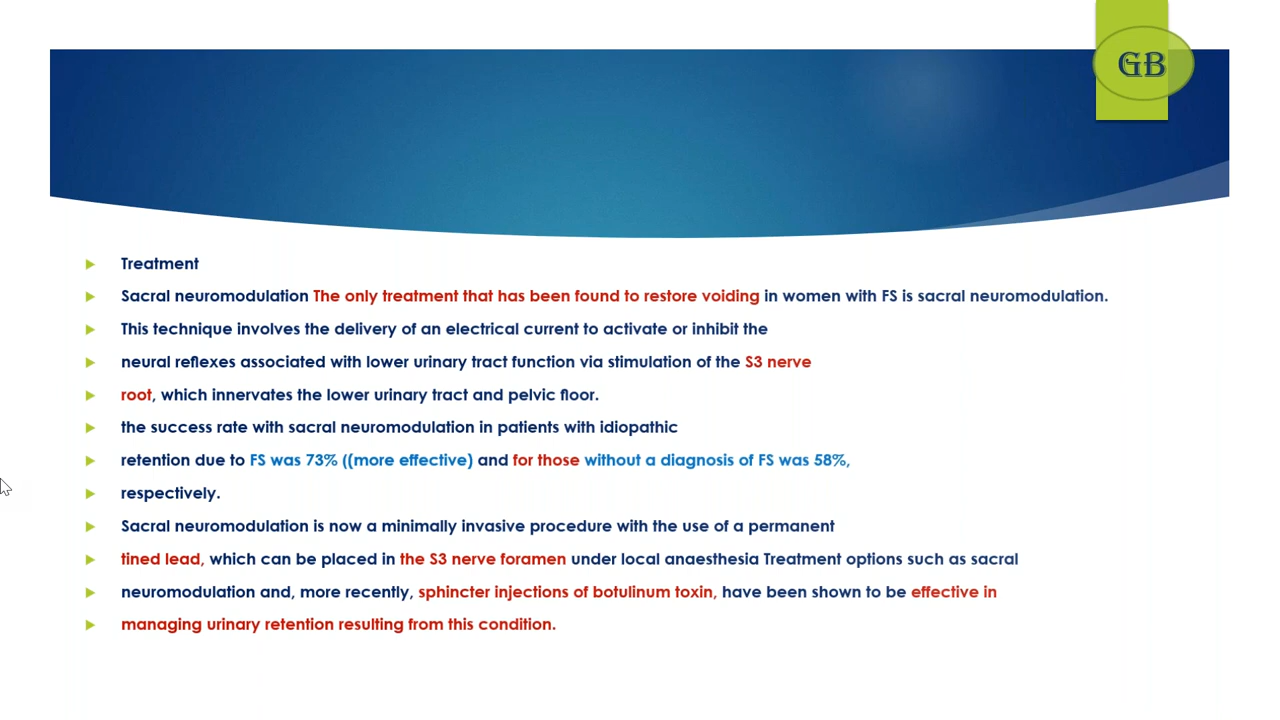 GB
Treatment
Sacral neuromodulation The only treatment that has been found to restore voiding in women with FS is sacral neuromodulation.
This technique involves the delivery of an electrical current to activate or inhibit the
neural reflexes associated with lower urinary tract function via stimulation of the S3 nerve
root, which innervates the lower urinary tract and pelvic floor.
the success rate with sacral neuromodulation in patients with idiopathic
retention due to FS was 73% ((more effective) and for those without a diagnosis of FS was 58%,
respectively.
Sacral neuromodulation is now a minimally invasive procedure with the use of a permanent
tined lead, which can be placed in the S3 nerve foramen under local anaesthesia Treatment options such as sacral
neuromodulation and, more recently, sphincter injections of botulinum toxin, have been shown to be effective in
managing urinary retention resulting from this condition.